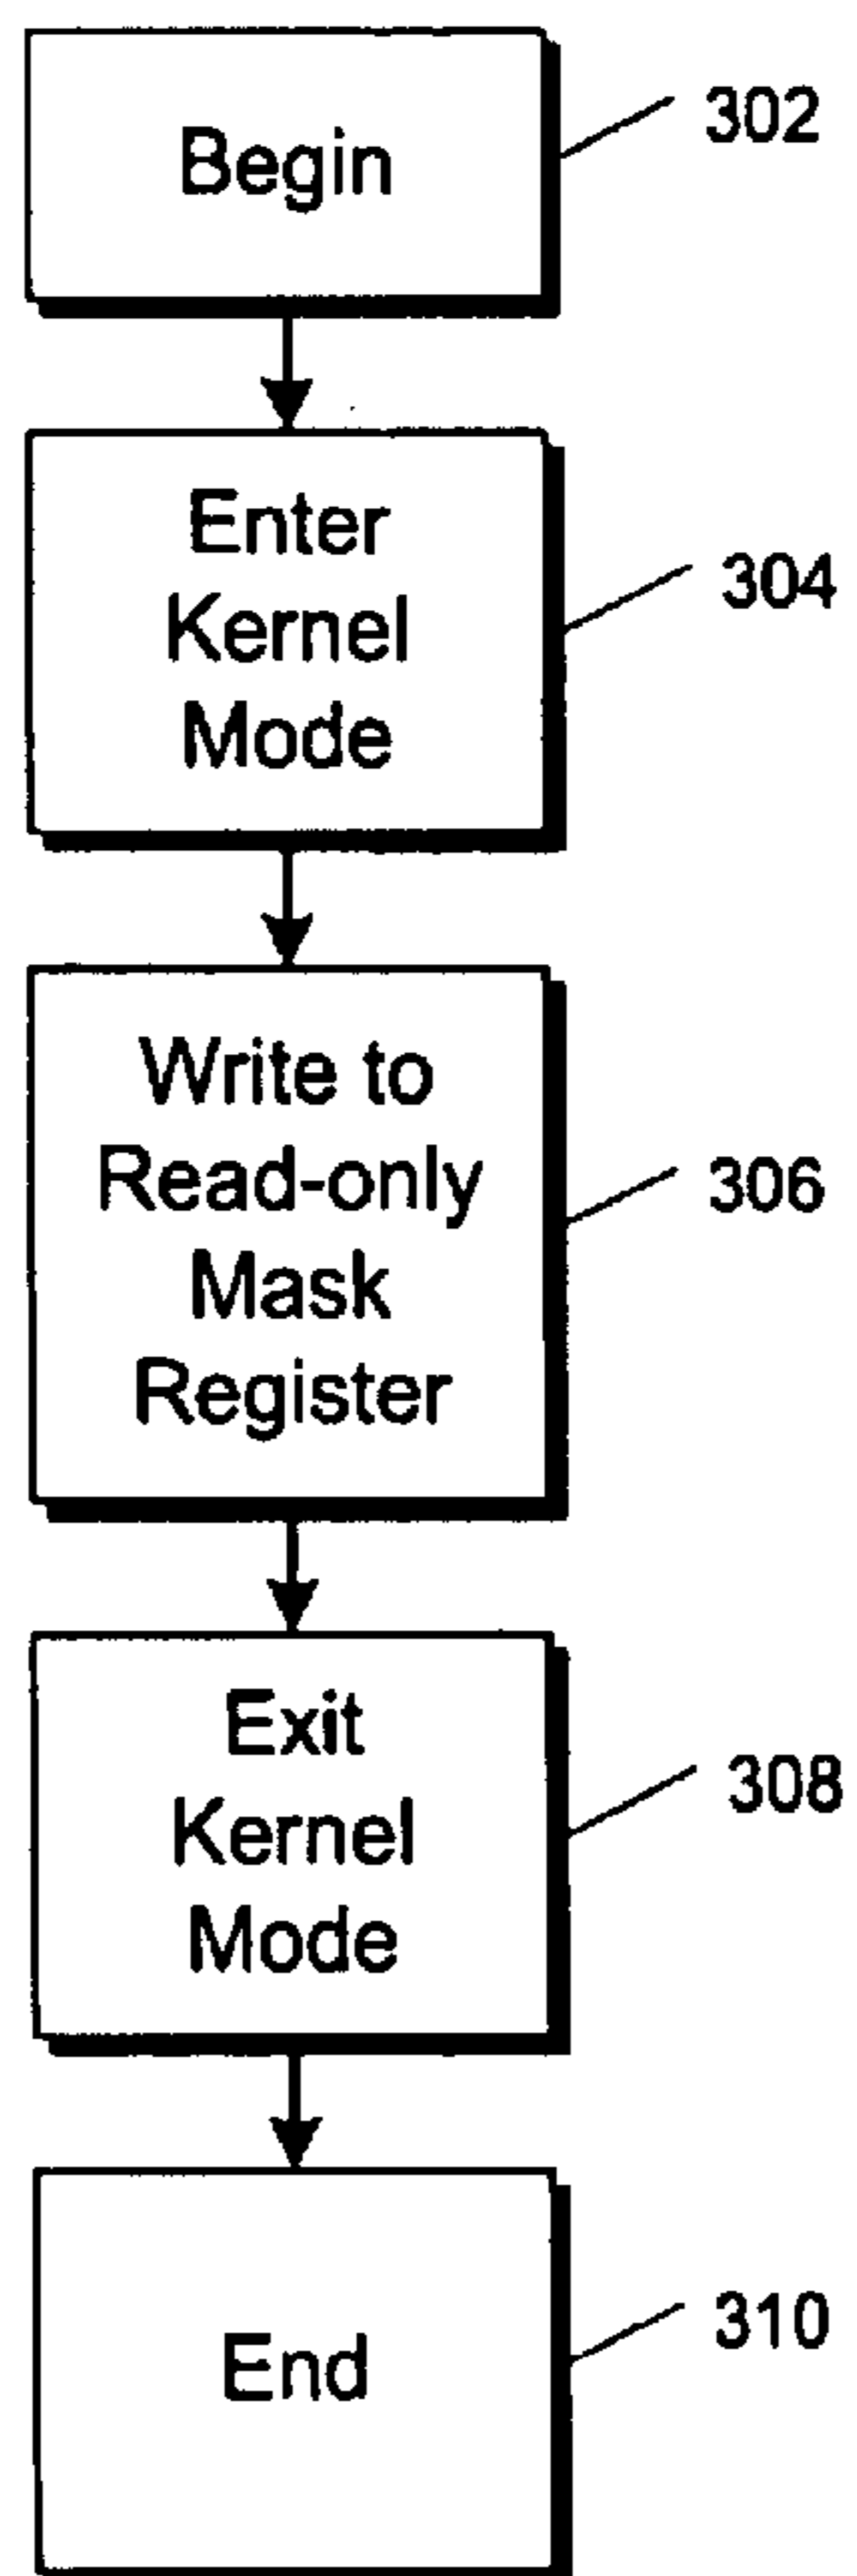 Begin
302
Enter
Kernel
Mode
304
Write to
Read-only
Mask
Register
306
Exit
Kernel
Mode
308
End
310